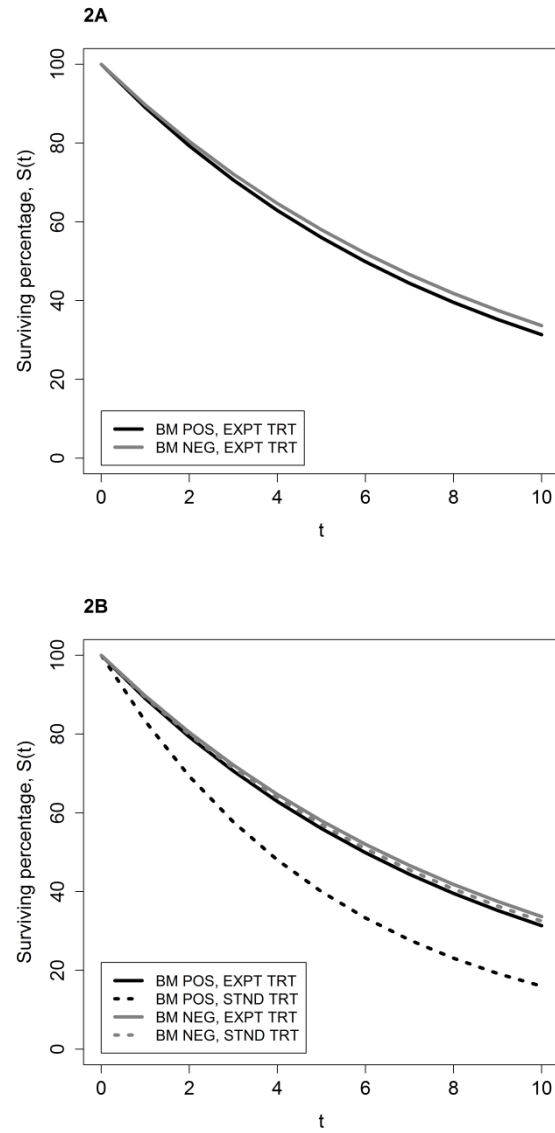 2A
Surviving percentage, S(t)
100
80
60
40
20
0
BM POS, EXPT TRT
BM NEG, EXPT TRT
0 2 4 6 8 10
t
2B
Surviving percentage, S(t)
100
80
60
40
20
0
BM POS, EXPT TRT
BM POS, STND TRT
BM NEG, EXPT TRT
BM NEG, STND TRT
0 2 4 6 8 10
t